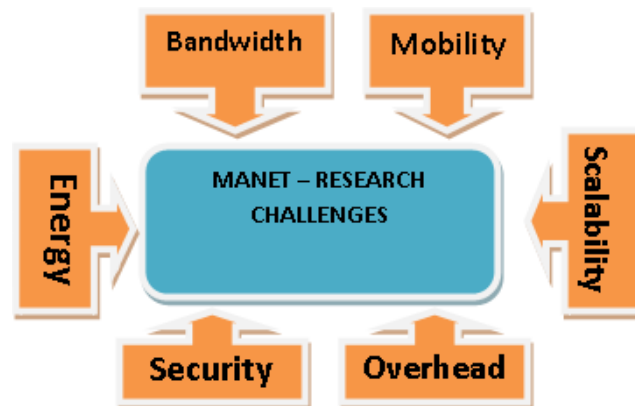 Bandwidth
Mobility
Energy
MANET – RESEARCH
CHALLENGES
Scalability
Security
Overhead